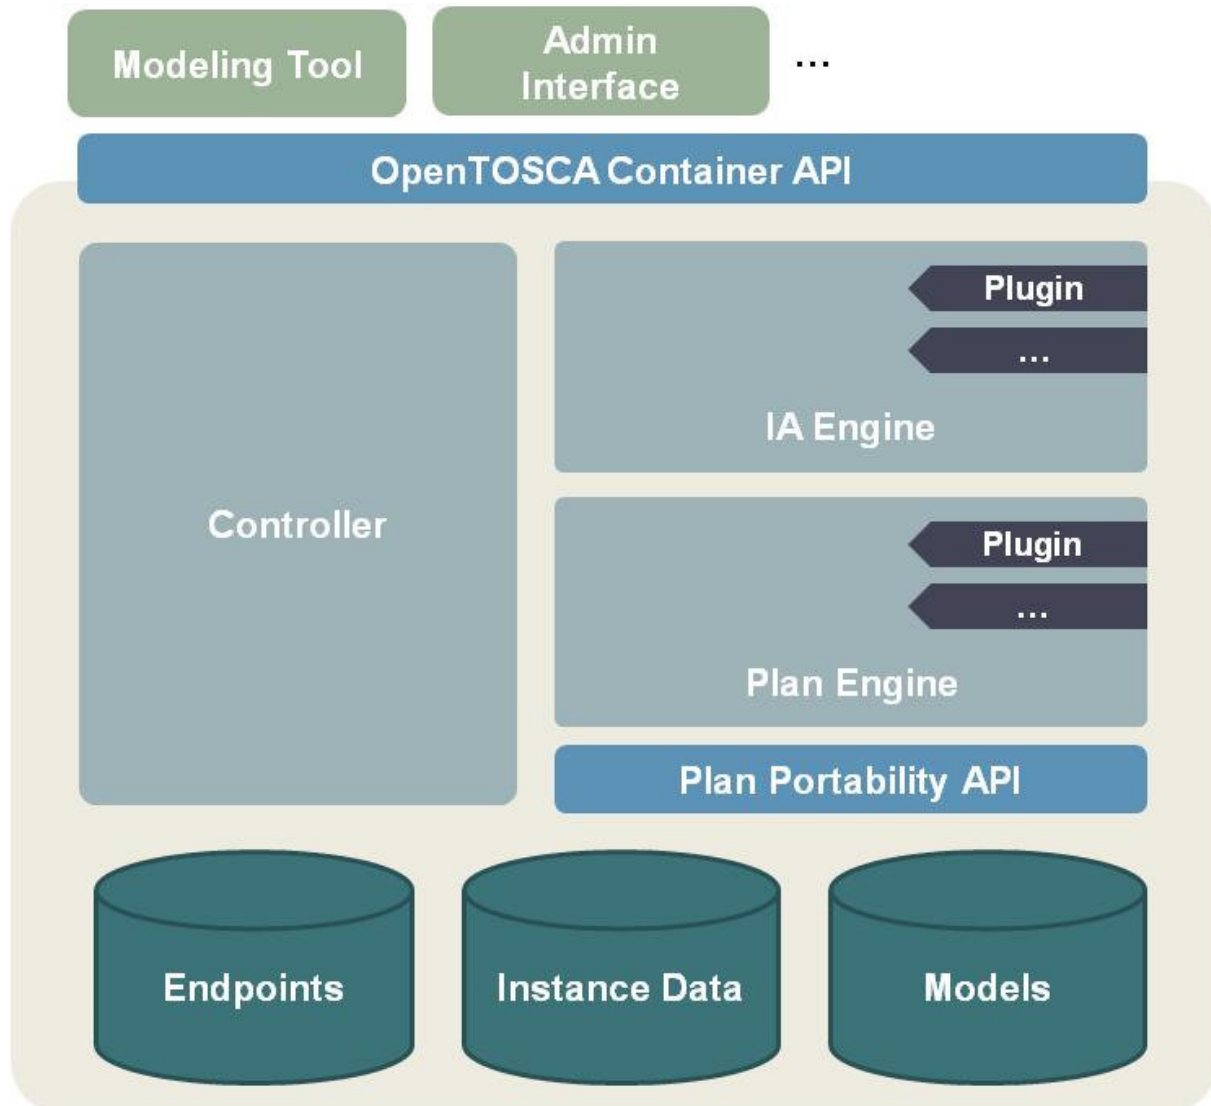 Modeling Tool
Admin
Interface
...
OpenTOSCA Container API
Plugin
...
IA Engine
Controller
Plugin
...
Plan Engine
Plan Portability API
Endpoints
Instance Data
Models